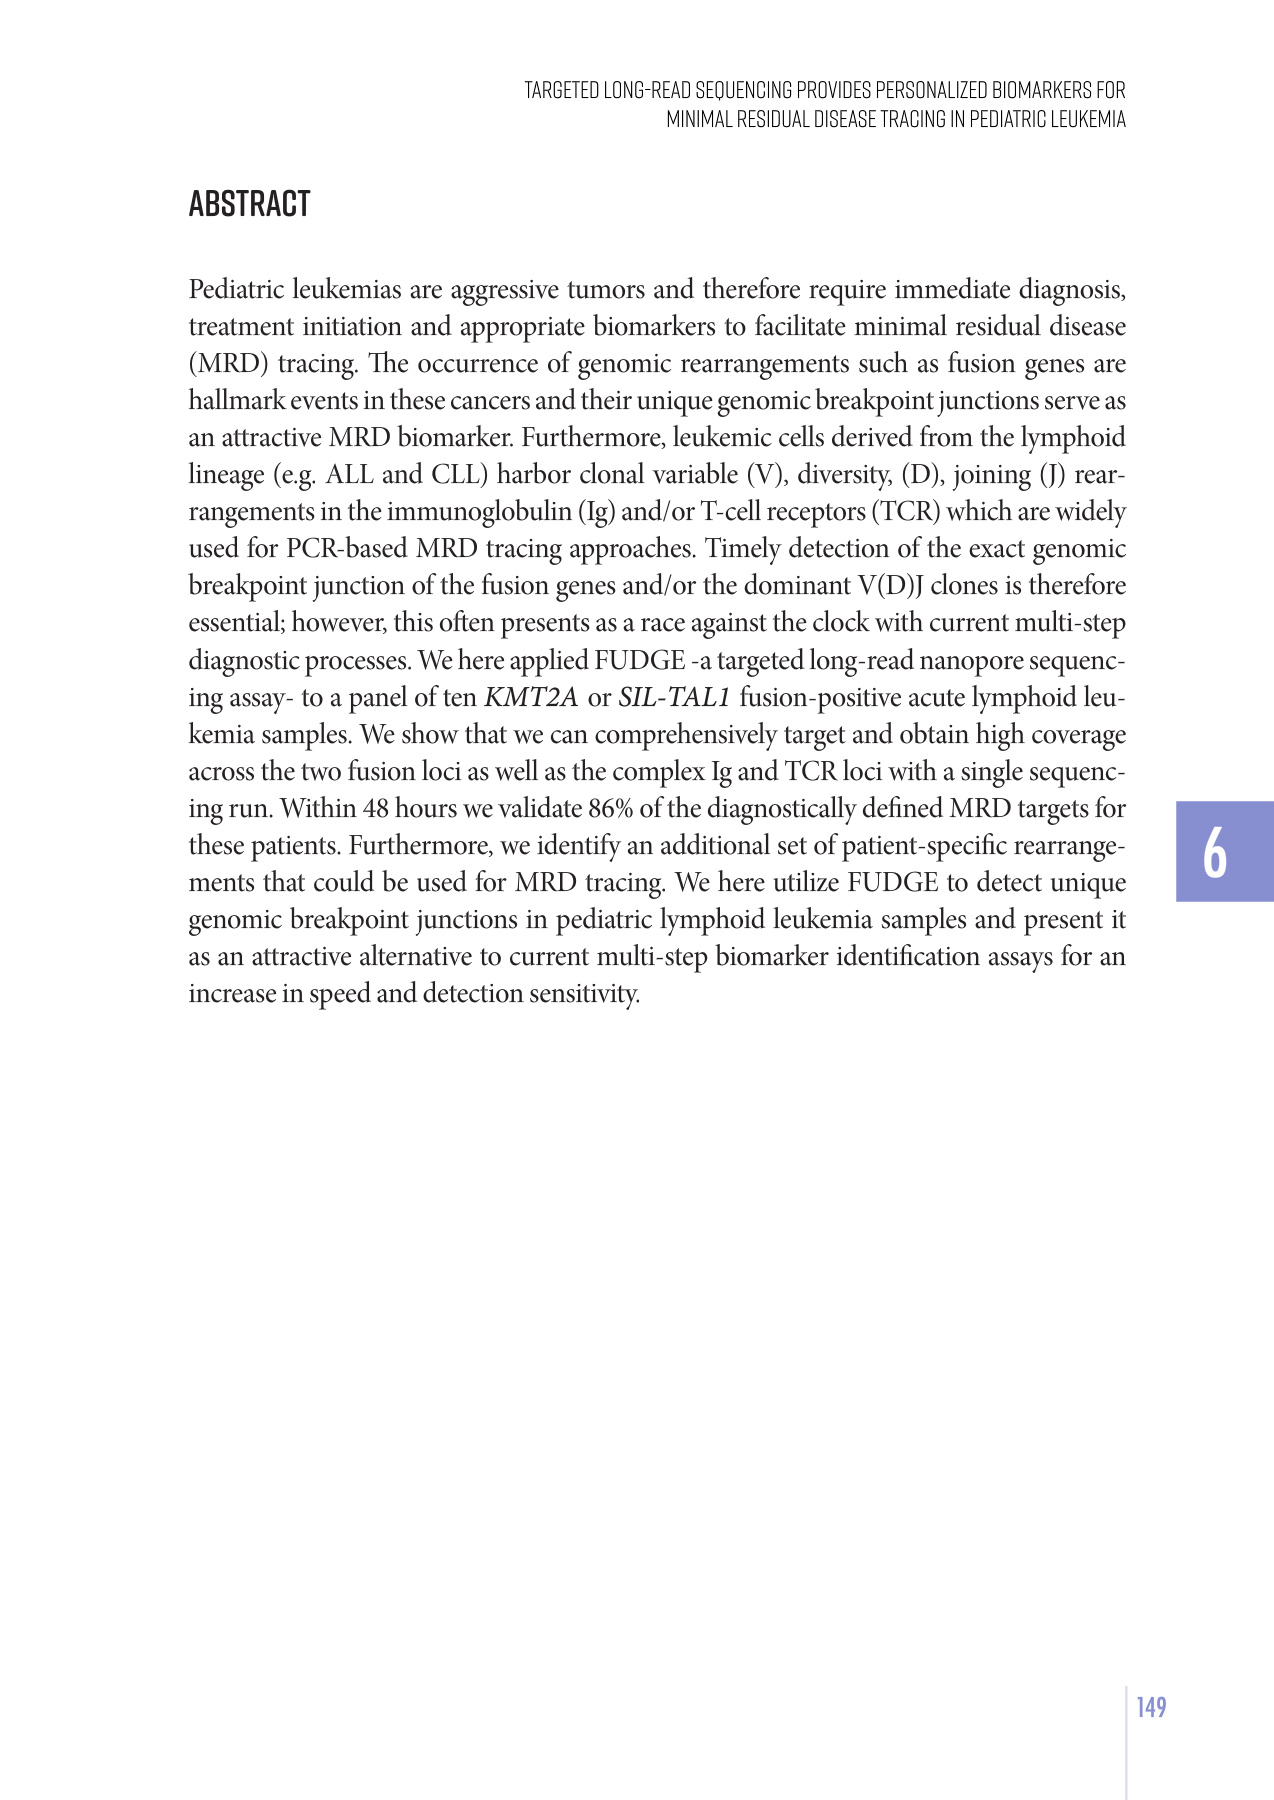 TARGETED LONG-READ SEQUENCING PROVIDES PERSONALIZED BIOMARKERS FOR
MINIMAL RESIDUAL DISEASE TRACING IN PEDIATRIC LEUKEMIA
ABSTRACT
Pediatric leukemias are aggressive tumors and therefore require immediate diagnosis,
treatment initiation and appropriate biomarkers to facilitate minimal residual disease
(MRD) tracing. The occurrence of genomic rearrangements such as fusion genes are
hallmark events in these cancers and their unique genomic breakpoint junctions serve as
an attractive MRD biomarker. Furthermore, leukemic cells derived from the lymphoid
lineage (e.g. ALL and CLL) harbor clonal variable (V), diversity, (D), joining (J) rear-
rangements in the immunoglobulin (Ig) and/or T-cell receptors (TCR) which are widely
used for PCR-based MRD tracing approaches. Timely detection of the exact genomic
breakpoint junction of the fusion genes and/or the dominant V(D)J clones is therefore
essential; however, this often presents as a race against the clock with current multi-step
diagnostic processes. We here applied FUDGE -a targeted long-read nanopore sequenc-
ing assay- to a panel of ten KMT2A or SIL-TAL1 fusion-positive acute lymphoid leu-
kemia samples. We show that we can comprehensively target and obtain high coverage
across the two fusion loci as well as the complex Ig and TCR loci with a single sequenc-
ing run. Within 48 hours we validate 86% of the diagnostically defined MRD targets for
these patients. Furthermore, we identify an additional set of patient-specific rearrange-
ments that could be used for MRD tracing. We here utilize FUDGE to detect unique
genomic breakpoint junctions in pediatric lymphoid leukemia samples and present it
as an attractive alternative to current multi-step biomarker identification assays for an
increase in speed and detection sensitivity.
6
149